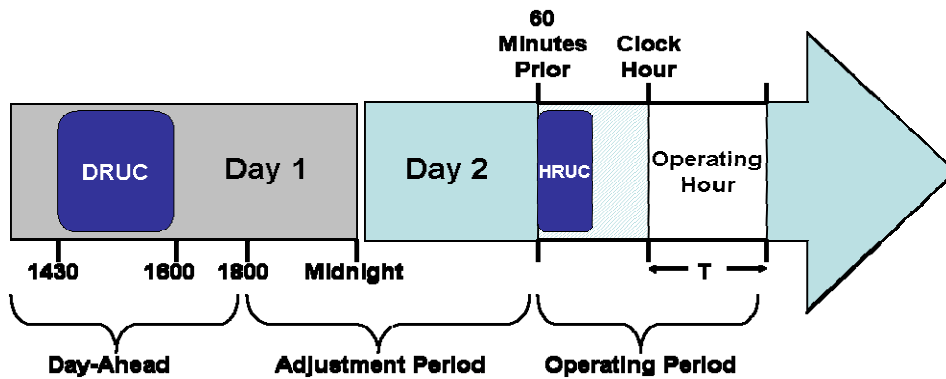 60
Minutes
Prior
Clock
Hour
DRUC
Day 1
Day 2
HRUC
Operating
Hour
1430
1600
1800
Midnight
T
Day-Ahead
Adjustment Period
Operating Period